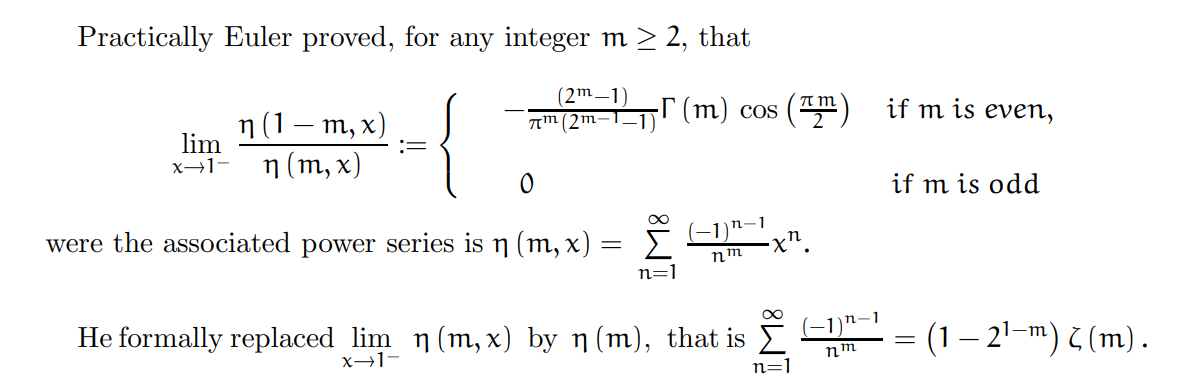 Practically Euler proved, for any integer m ≥ 2, that
lim_{x→1⁻} η(1 − m, x) / η(m, x) := { −(2^m−1) / (π^m(2^{m−1}−1)) Γ(m) cos(πm/2) if m is even,
0 if m is odd
were the associated power series is η(m, x) = ∑_{n=1}^{∞} (−1)^{n−1} / n^m x^n.
He formally replaced lim_{x→1⁻} η(m, x) by η(m), that is ∑_{n=1}^{∞} (−1)^{n−1} / n^m = (1 − 2^{1−m}) ζ(m).